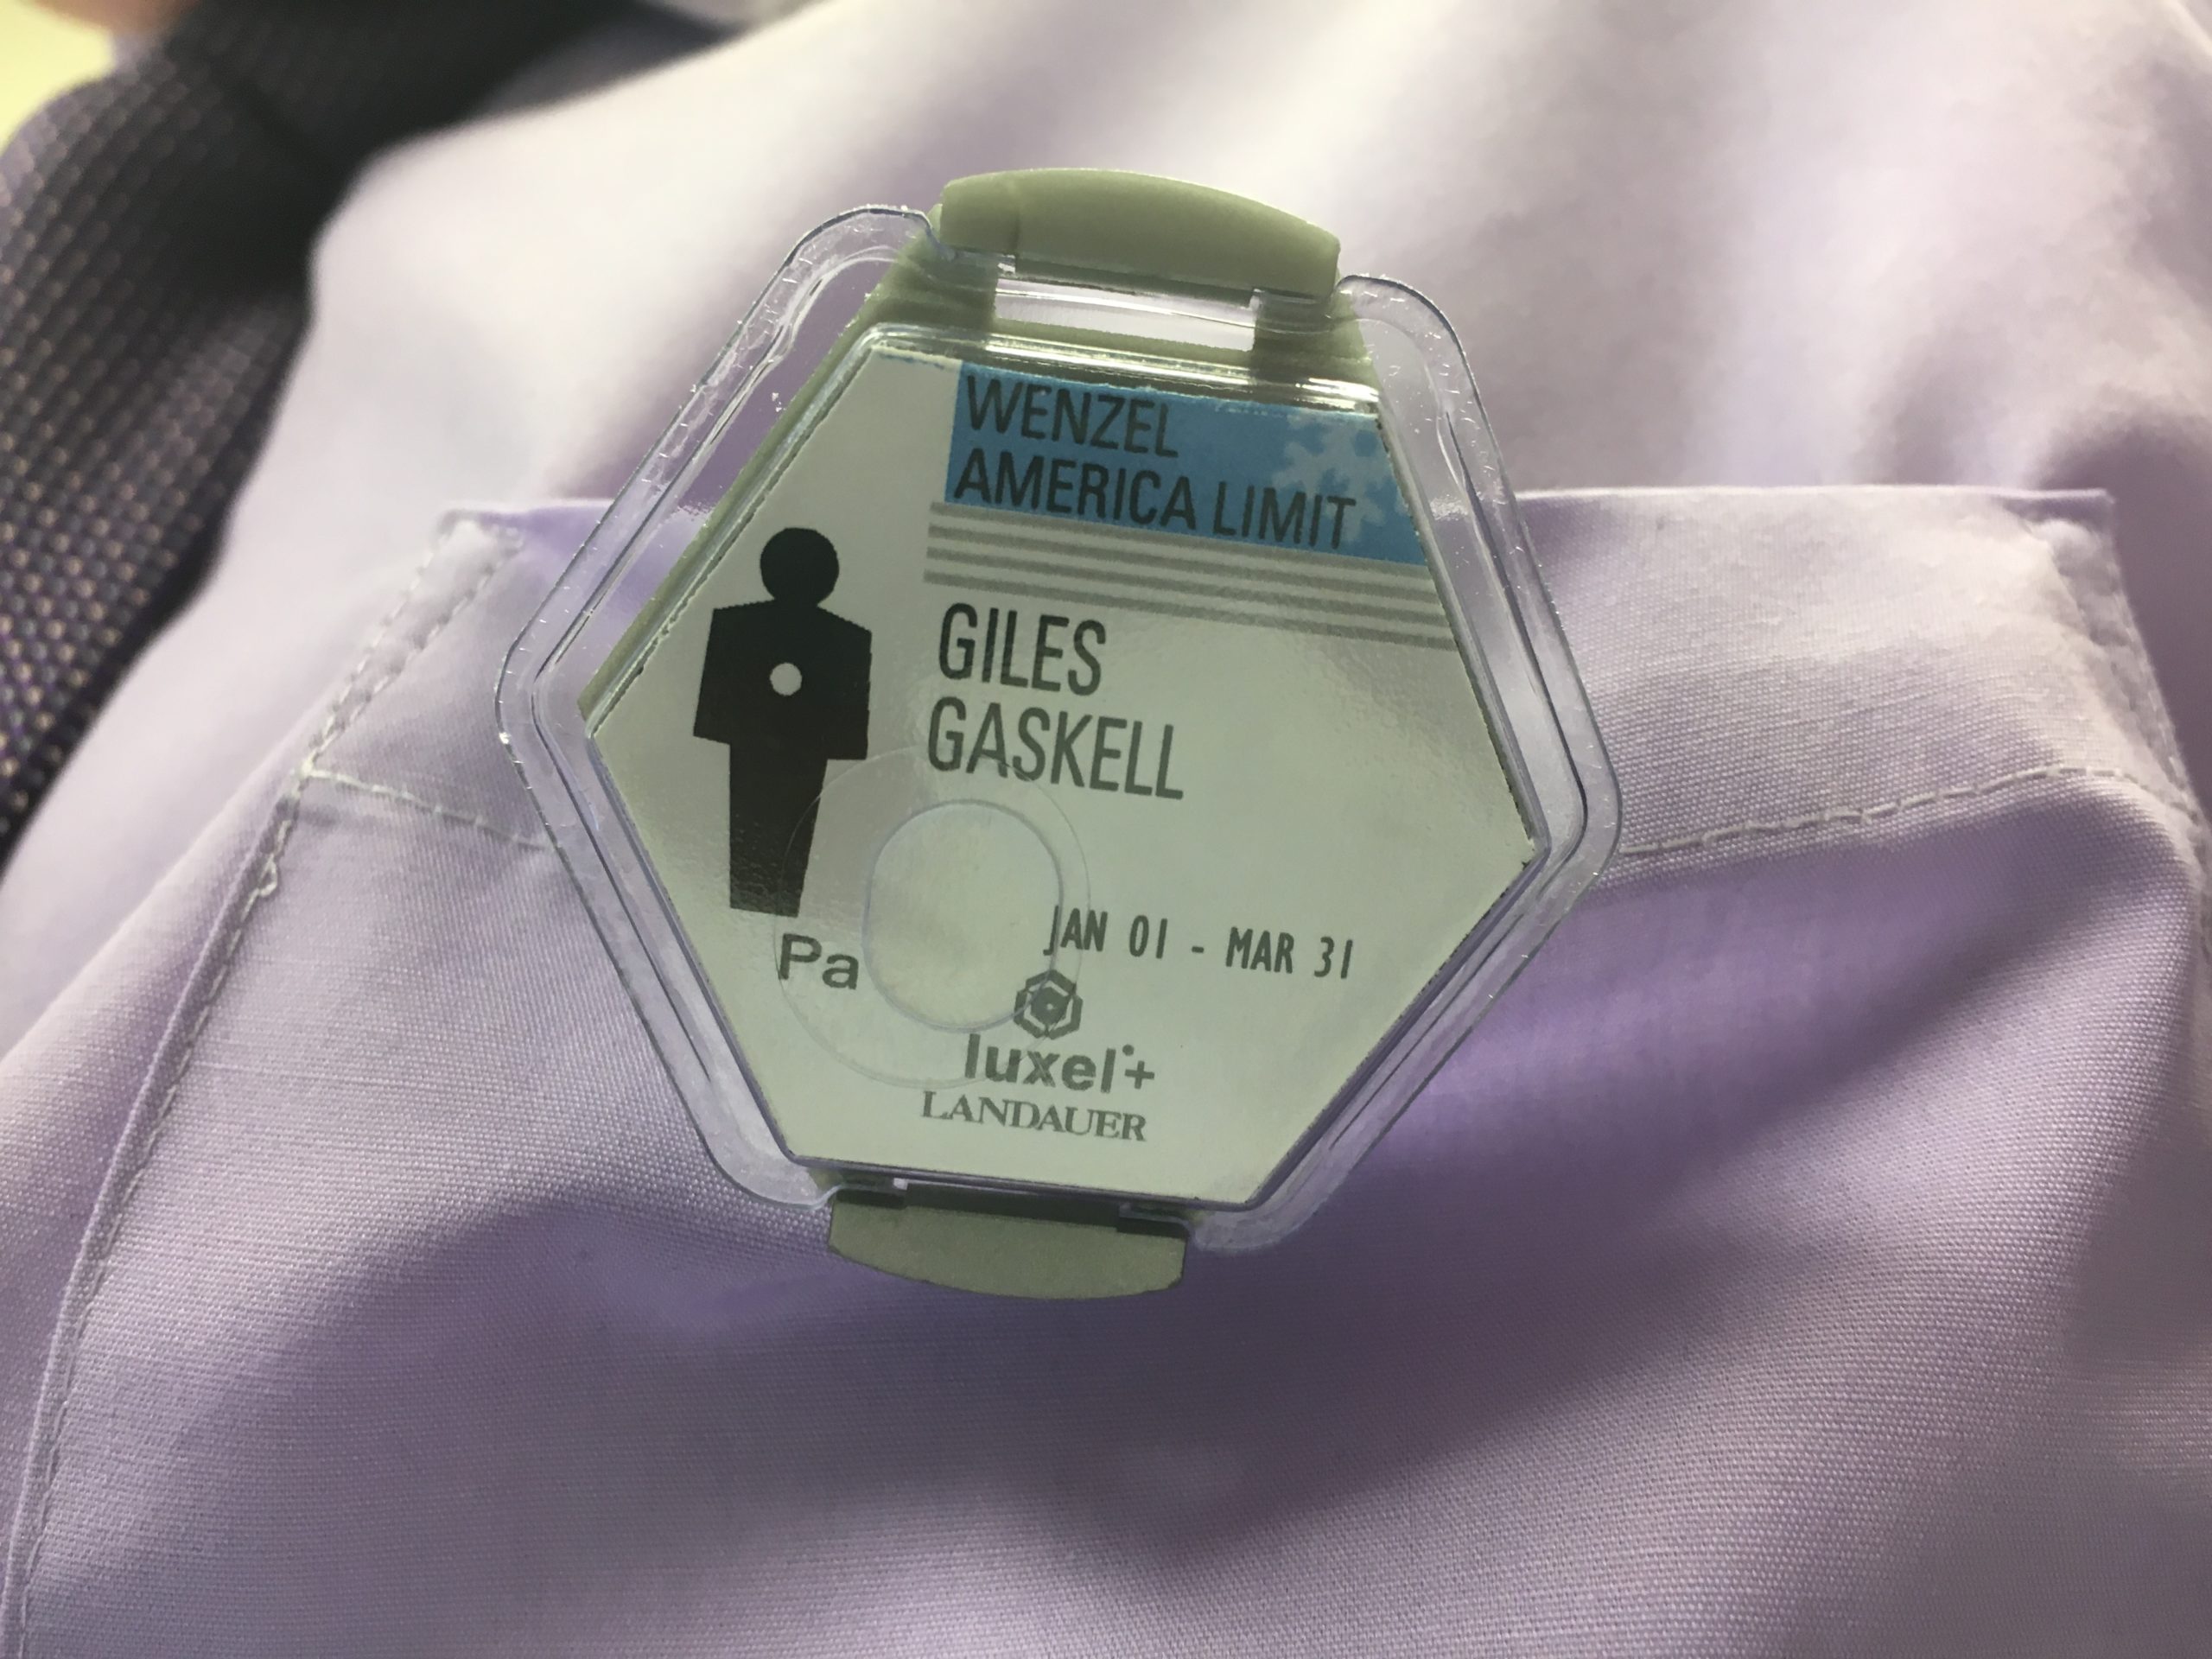 WENZEL
AMERICA LIMIT
GILES
GASKELL
JAN 01 - MAR 31
Pa
luxel+
LANDAUER